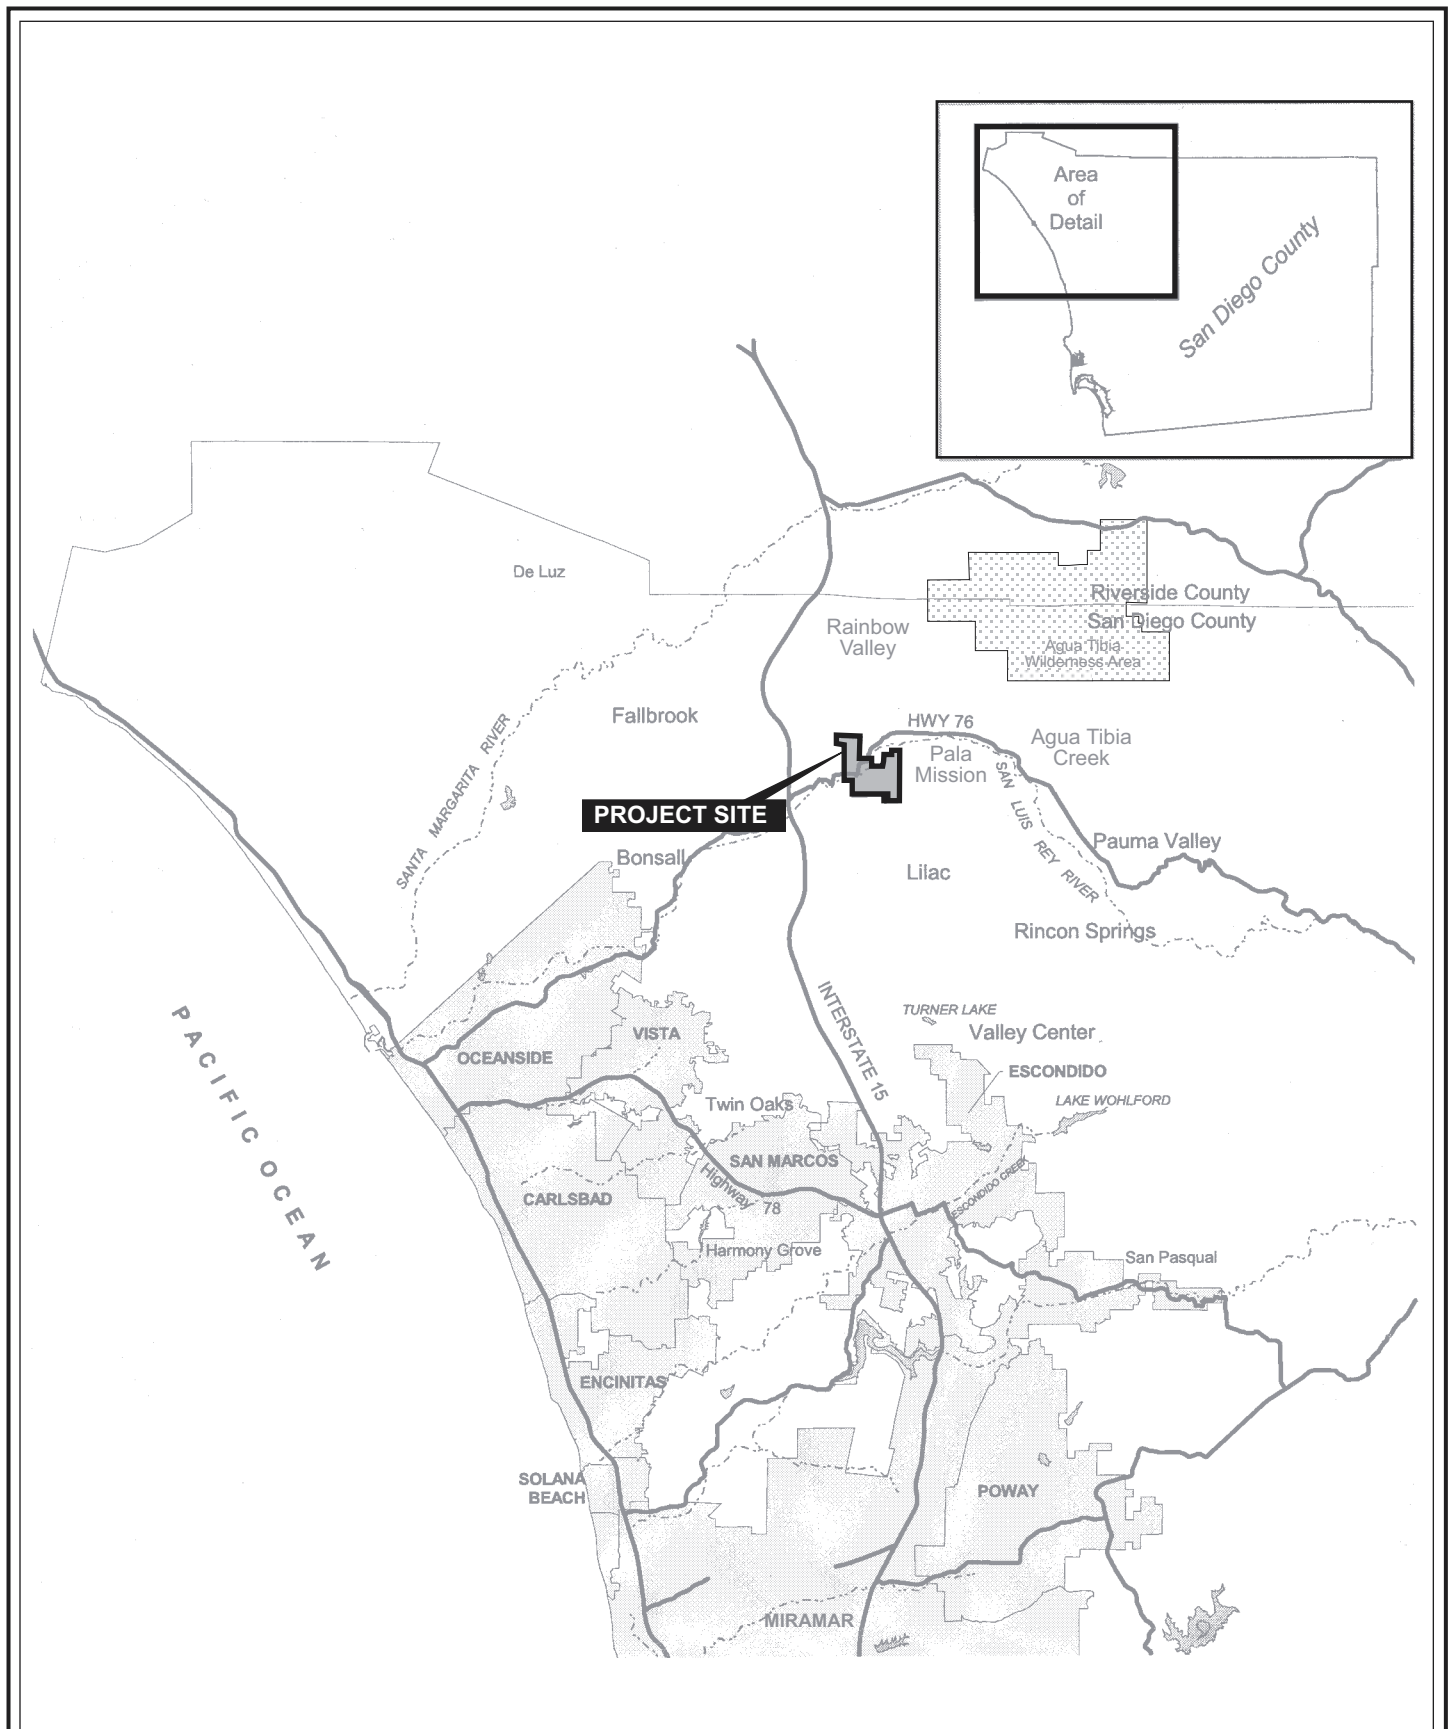 Area
of
Detail
San Diego County
De Luz
Riverside County
San Diego County
Rainbow
Valley
Agua Tibia
Wilderness Area
Fallbrook
HWY 76
Agua Tibia
Creek
Pala
Mission
SANTA MARGARITA RIVER
SAN LUIS REY RIVER
PROJECT SITE
Pauma Valley
Bonsall
Lilac
Rincon Springs
INTERSTATE 15
TURNER LAKE
Valley Center
PACIFIC OCEAN
VISTA
OCEANSIDE
ESCONDIDO
LAKE WOHLFORD
Twin Oaks
SAN MARCOS
Highway 78
ESCONDIDO CREEK
CARLSBAD
Harmony Grove
San Pasqual
ENCINITAS
SOLANA
BEACH
POWAY
MIRAMAR